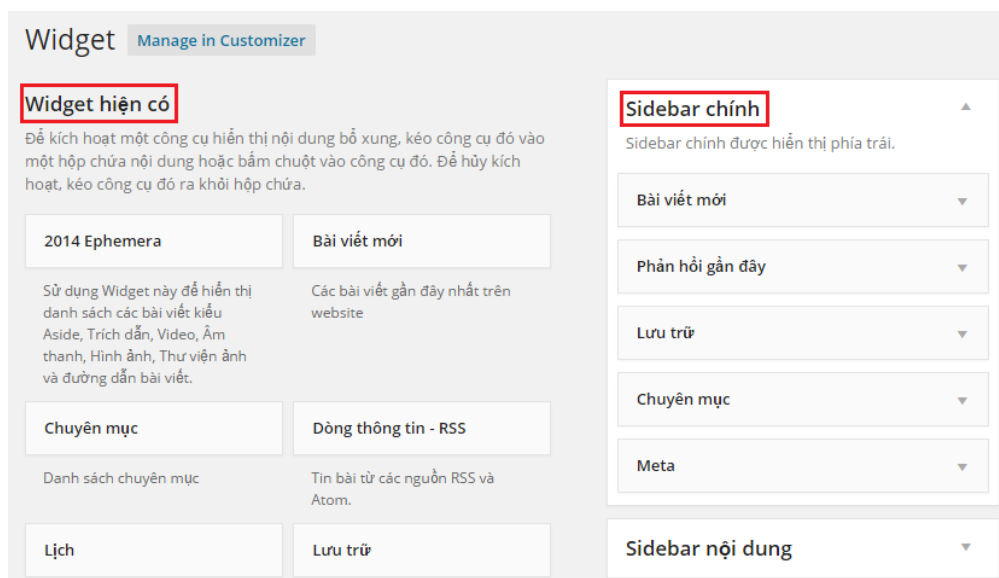 Widget Manage in Customizer
Widget hiện có
Để kích hoạt một công cụ hiển thị nội dung bổ xung, kéo công cụ đó vào
một hộp chứa nội dung hoặc bấm chuột vào công cụ đó. Để hủy kích
hoạt, kéo công cụ đó ra khỏi hộp chứa.
2014 Ephemera
Sử dụng Widget này để hiển thị
danh sách các bài viết kiểu
Aside, Trích dẫn, Video, Âm
thanh, Hình ảnh, Thư viện ảnh
và đường dẫn bài viết.
Bài viết mới
Các bài viết gần đây nhất trên
website
Chuyên mục
Danh sách chuyên mục
Dòng thông tin - RSS
Tin bài từ các nguồn RSS và
Atom.
Lịch
Lưu trữ
Sidebar chính
Sidebar chính được hiển thị phía trái.
Bài viết mới
Phản hồi gần đây
Lưu trữ
Chuyên mục
Meta
Sidebar nội dung